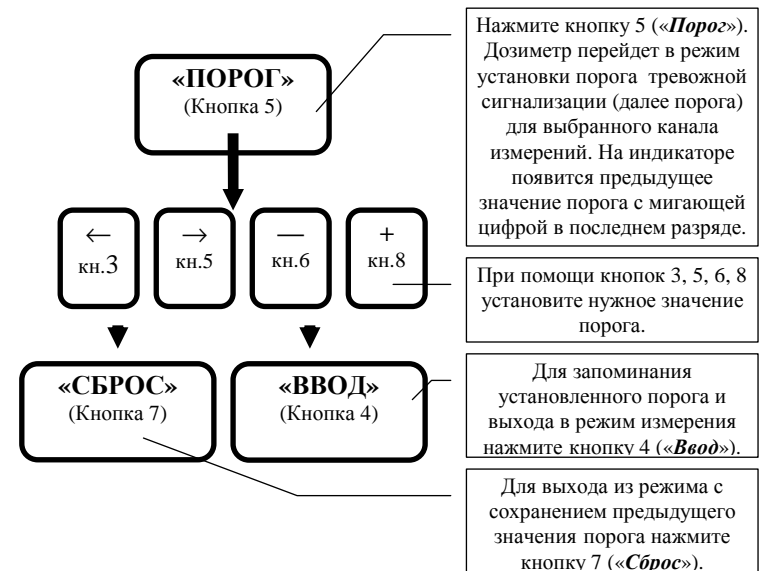 «ПОРОГ»
(Кнопка 5)
←
кн.3
→
кн.5
—
кн.6
+
кн.8
«СБРОС»
(Кнопка 7)
«ВВОД»
(Кнопка 4)
Нажмите кнопку 5 («Порог»).
Дозиметр перейдет в режим
установки порога тревожной
сигнализации (далее порога)
для выбранного канала
измерений. На индикаторе
появится предыдущее
значение порога с мигающей
цифрой в последнем разряде.
При помощи кнопок 3, 5, 6, 8
установите нужное значение
порога.
Для запоминания
установленного порога и
выхода в режим измерения
нажмите кнопку 4 («Ввод»).
Для выхода из режима с
сохранением предыдущего
значения порога нажмите
кнопку 7 («Сброс»).